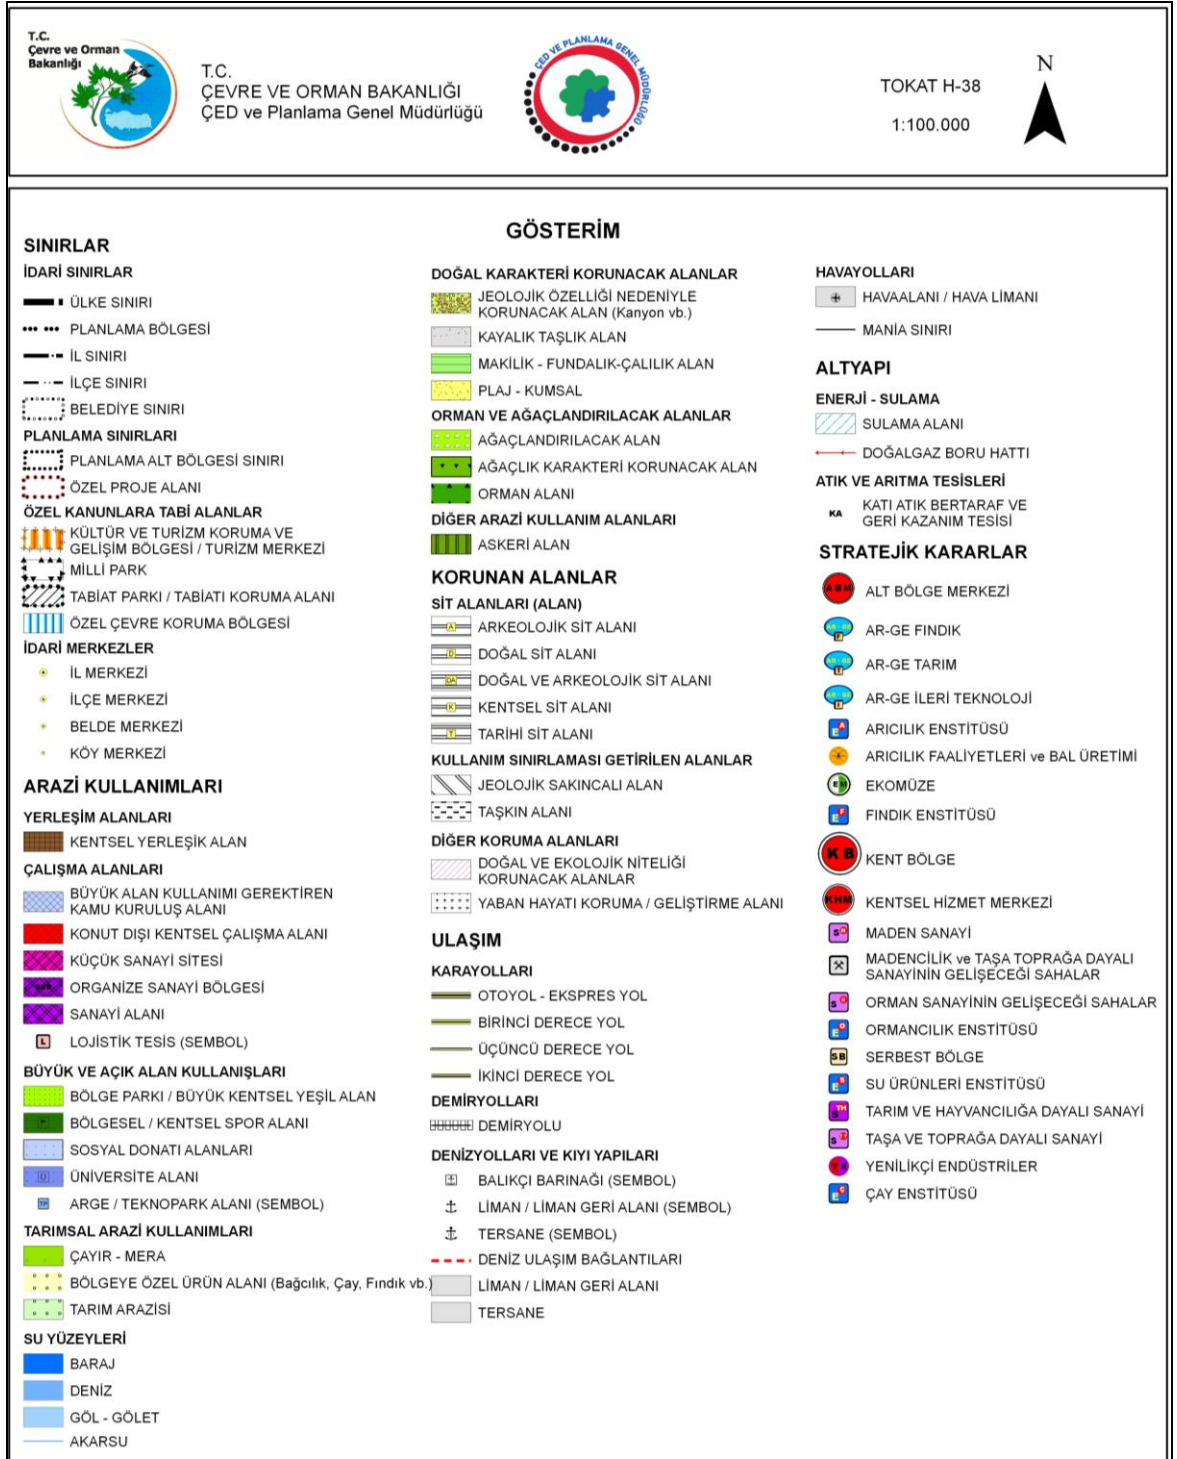 T.C.
Çevre ve Orman
Bakanlığı
T.C.
ÇEVRE VE ORMAN BAKANLIĞI
ÇED ve Planlama Genel Müdürlüğü
ÇED VE PLANLAMA GENEL MÜDÜRLÜĞÜ
TOKAT H-38
1:100.000
N
GÖSTERİM
SINIRLAR
İDARİ SINIRLAR
ÜLKE SINIRI
PLANLAMA BÖLGESİ
İL SINIRI
İLÇE SINIRI
BELEDİYE SINIRI
PLANLAMA SINIRLARI
PLANLAMA ALT BÖLGESİ SINIRI
ÖZEL PROJE ALANI
ÖZEL KANUNLARA TABİ ALANLAR
KÜLTÜR VE TURİZM KORUMA VE
GELİŞİM BÖLGESİ / TURİZM MERKEZİ
MİLLİ PARK
TABİAT PARKI / TABİATI KORUMA ALANI
ÖZEL ÇEVRE KORUMA BÖLGESİ
İDARİ MERKEZLER
İL MERKEZİ
İLÇE MERKEZİ
BELDE MERKEZİ
KÖY MERKEZİ
ARAZİ KULLANIMLARI
YERLEŞİM ALANLARI
KENTSEL YERLEŞİK ALAN
ÇALIŞMA ALANLARI
BÜYÜK ALAN KULLANIMI GEREKTİREN
KAMU KURULUŞ ALANI
KONUT DIŞI KENTSEL ÇALIŞMA ALANI
KÜÇÜK SANAYİ SİTESİ
ORGANİZE SANAYİ BÖLGESİ
SANAYİ ALANI
L LOJİSTİK TESİS (SEMBOL)
BÜYÜK VE AÇIK ALAN KULLANIŞLARI
BÖLGE PARKI / BÜYÜK KENTSEL YEŞİL ALAN
BÖLGESEL / KENTSEL SPOR ALANI
SOSYAL DONATI ALANLARI
Ü ÜNİVERSİTE ALANI
TP ARGE / TEKNOPARK ALANI (SEMBOL)
TARIMSAL ARAZİ KULLANIMLARI
ÇAYIR - MERA
BÖLGEYE ÖZEL ÜRÜN ALANI (Bağcılık, Çay, Fındık vb.)
TARIM ARAZİSİ
SU YÜZEYLERİ
BARAJ
DENİZ
GÖL - GÖLET
AKARSU
DOĞAL KARAKTERİ KORUNACAK ALANLAR
JEOLOJİK ÖZELLİĞİ NEDENİYLE
KORUNACAK ALAN (Kanyon vb.)
KAYALIK TAŞLIK ALAN
MAKİLİK - FUNDALIK-ÇALILIK ALAN
PLAJ - KUMSAL
ORMAN VE AĞAÇLANDIRILACAK ALANLAR
AĞAÇLANDIRILACAK ALAN
AĞAÇLIK KARAKTERİ KORUNACAK ALAN
ORMAN ALANI
DİĞER ARAZİ KULLANIM ALANLARI
ASKERİ ALAN
KORUNAN ALANLAR
SİT ALANLARI (ALAN)
A ARKEOLOJİK SİT ALANI
D DOĞAL SİT ALANI
DA DOĞAL VE ARKEOLOJİK SİT ALANI
K KENTSEL SİT ALANI
T TARİHİ SİT ALANI
KULLANIM SINIRLAMASI GETİRİLEN ALANLAR
JEOLOJİK SAKINCALI ALAN
TAŞKIN ALANI
DİĞER KORUMA ALANLARI
DOĞAL VE EKOLOJİK NİTELİĞİ
KORUNACAK ALANLAR
YABAN HAYATI KORUMA / GELİŞTİRME ALANI
ULAŞIM
KARAYOLLARI
OTOYOL - EKSPRES YOL
BİRİNCİ DERECE YOL
ÜÇÜNCÜ DERECE YOL
İKİNCİ DERECE YOL
DEMİRYOLLARI
DEMİRYOLU
DENİZYOLLARI VE KIYI YAPILARI
BALIKÇI BARINAĞI (SEMBOL)
LİMAN / LİMAN GERİ ALANI (SEMBOL)
TERSANE (SEMBOL)
DENİZ ULAŞIM BAĞLANTILARI
LİMAN / LİMAN GERİ ALANI
TERSANE
HAVAYOLLARI
HAVAALANI / HAVA LİMANI
MANİA SINIRI
ALTYAPI
ENERJİ - SULAMA
SULAMA ALANI
DOĞALGAZ BORU HATTI
ATIK VE ARITMA TESİSLERİ
KA KATI ATIK BERTARAF VE
GERİ KAZANIM TESİSİ
STRATEJİK KARARLAR
ABM ALT BÖLGE MERKEZİ
AR-GE F AR-GE FINDIK
AR-GE AR-GE TARIM
AR-GE AR-GE İLERİ TEKNOLOJİ
E A ARICILIK ENSTİTÜSÜ
ARICILIK FAALİYETLERİ ve BAL ÜRETİMİ
EM EKOMÜZE
E F FINDIK ENSTİTÜSÜ
KB KENT BÖLGE
KHM KENTSEL HİZMET MERKEZİ
S M MADEN SANAYİ
MADENCİLİK ve TAŞA TOPRAĞA DAYALI
SANAYİNİN GELİŞECEĞİ SAHALAR
S O ORMAN SANAYİNİN GELİŞECEĞİ SAHALAR
E O ORMANCILIK ENSTİTÜSÜ
SB SERBEST BÖLGE
E S SU ÜRÜNLERİ ENSTİTÜSÜ
S TH TARIM VE HAYVANCILIĞA DAYALI SANAYİ
S T TAŞA VE TOPRAĞA DAYALI SANAYİ
YE YENİLİKÇİ ENDÜSTRİLER
E Ç ÇAY ENSTİTÜSÜ